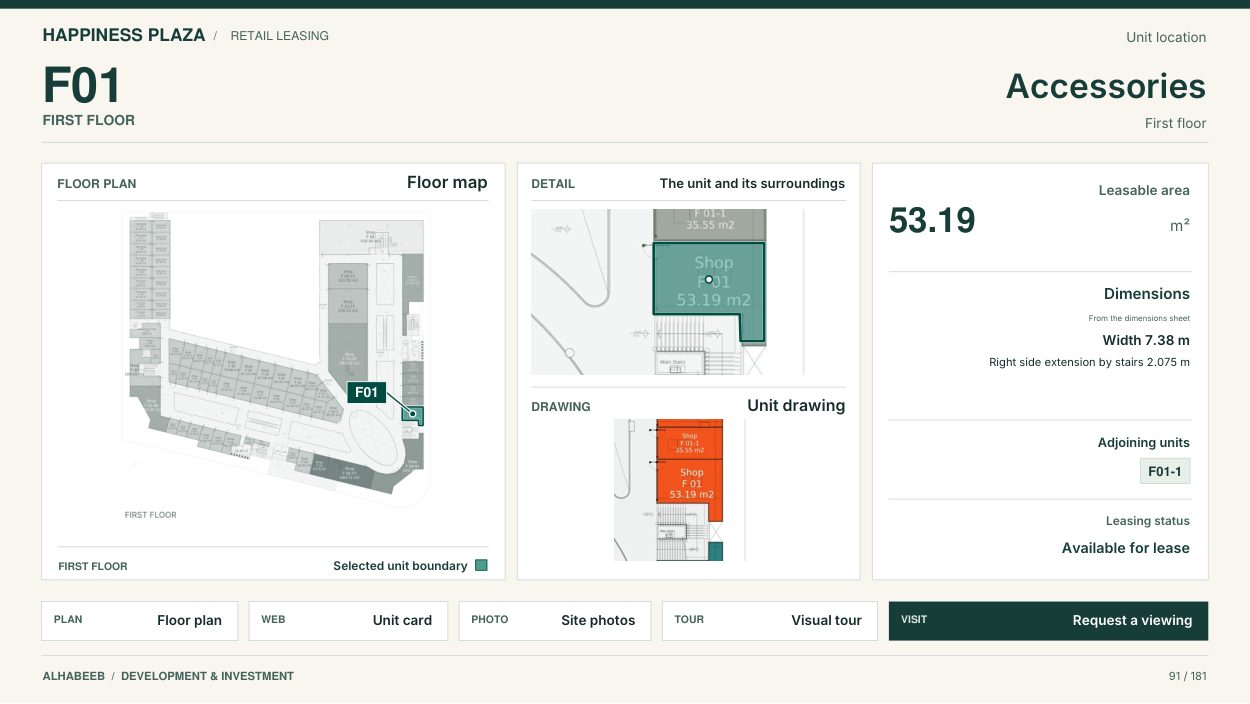 HAPPINESS PLAZA / RETAIL LEASING
Unit location
F01
Accessories
FIRST FLOOR
First floor
FLOOR PLAN
Floor map
F01
FIRST FLOOR
FIRST FLOOR
Selected unit boundary
DETAIL
The unit and its surroundings
F 01-1
35.55 m2
Shop
F 01
53.19 m2
Main Stairs
DRAWING
Unit drawing
Shop
F 01-1
35.55 m2
Shop
F 01
53.19 m2
Main Stairs
Leasable area
53.19 m²
Dimensions
From the dimensions sheet
Width 7.38 m
Right side extension by stairs 2.075 m
Adjoining units
F01-1
Leasing status
Available for lease
PLAN Floor plan
WEB Unit card
PHOTO Site photos
TOUR Visual tour
VISIT Request a viewing
ALHABEEB / DEVELOPMENT & INVESTMENT
91 / 181